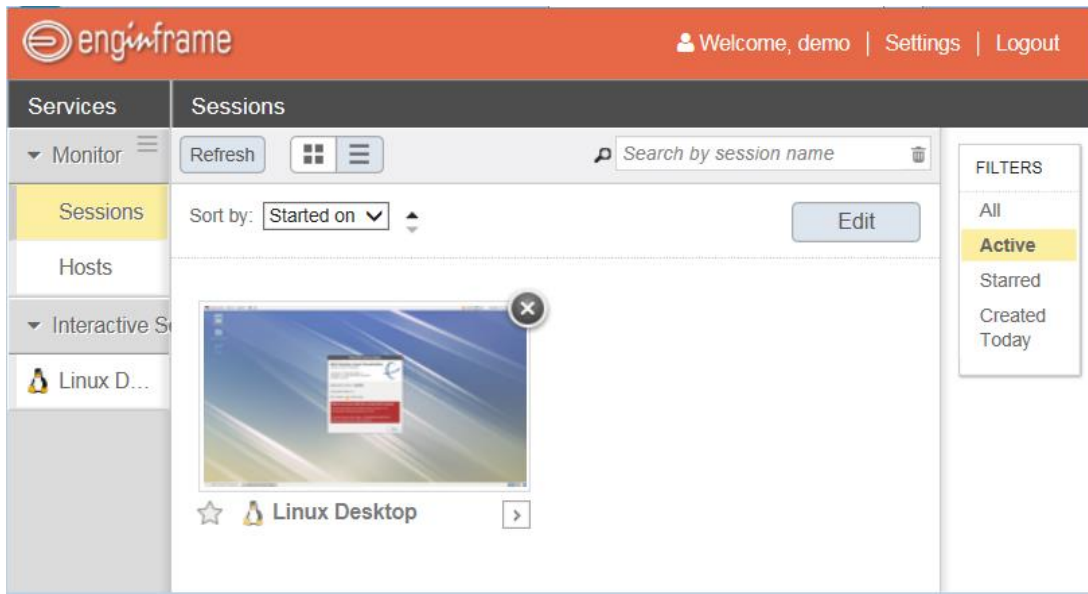 enginframe
Welcome, demo | Settings | Logout
Services
Sessions
Monitor
Refresh
Search by session name
FILTERS
Sessions
Sort by: Started on
Edit
All
Active
Hosts
Starred
Interactive S
Created
Today
Linux D...
Linux Desktop